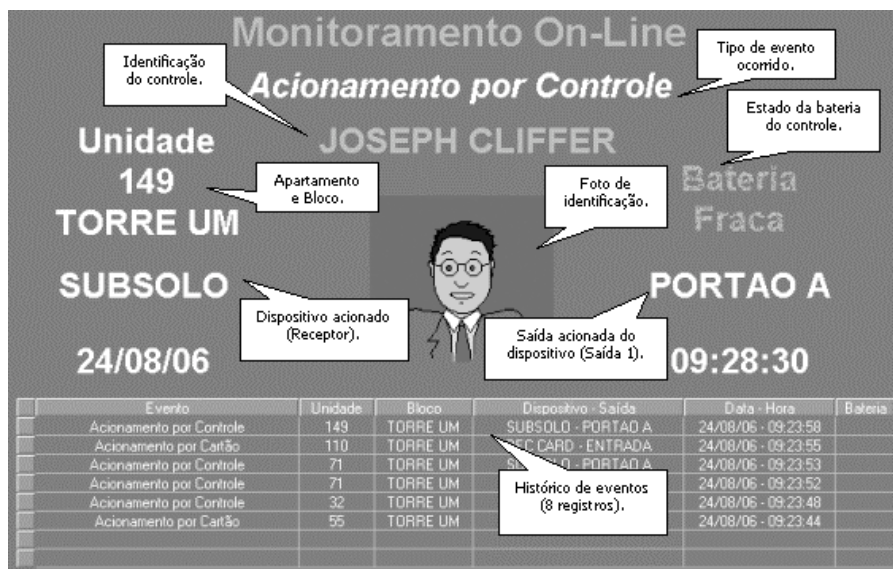 Monitoramento On-Line
Tipo de evento
ocorrido.
Identificação
do controle.
Acionamento por Controle
Estado da bateria
do controle.
Unidade
149
TORRE UM
JOSEPH CLIFFER
Apartamento
e Bloco.
Foto de
identificação.
Bateria
Fraca
SUBSOLO
PORTAO A
Dispositivo acionado
(Receptor).
Saída acionada do
dispositivo (Saída 1).
24/08/06
09:28:30
Evento Unidade Bloco Dispositivo - Saída Data - Hora Bateria
Acionamento por Controle 149 TORRE UM SUBSOLO - PORTAO A 24/08/06 - 09:23:58
Acionamento por Cartão 110 TORRE UM CARD - ENTRADA 24/08/06 - 09:23:55
Acionamento por Controle 71 TORRE UM SUBSOLO - PORTAO A 24/08/06 - 09:23:53
Acionamento por Controle 71 TORRE UM 24/08/06 - 09:23:52
Acionamento por Controle 32 TORRE UM 24/08/06 - 09:23:48
Acionamento por Cartão 55 TORRE UM 24/08/06 - 09:23:44
Histórico de eventos
(8 registros).